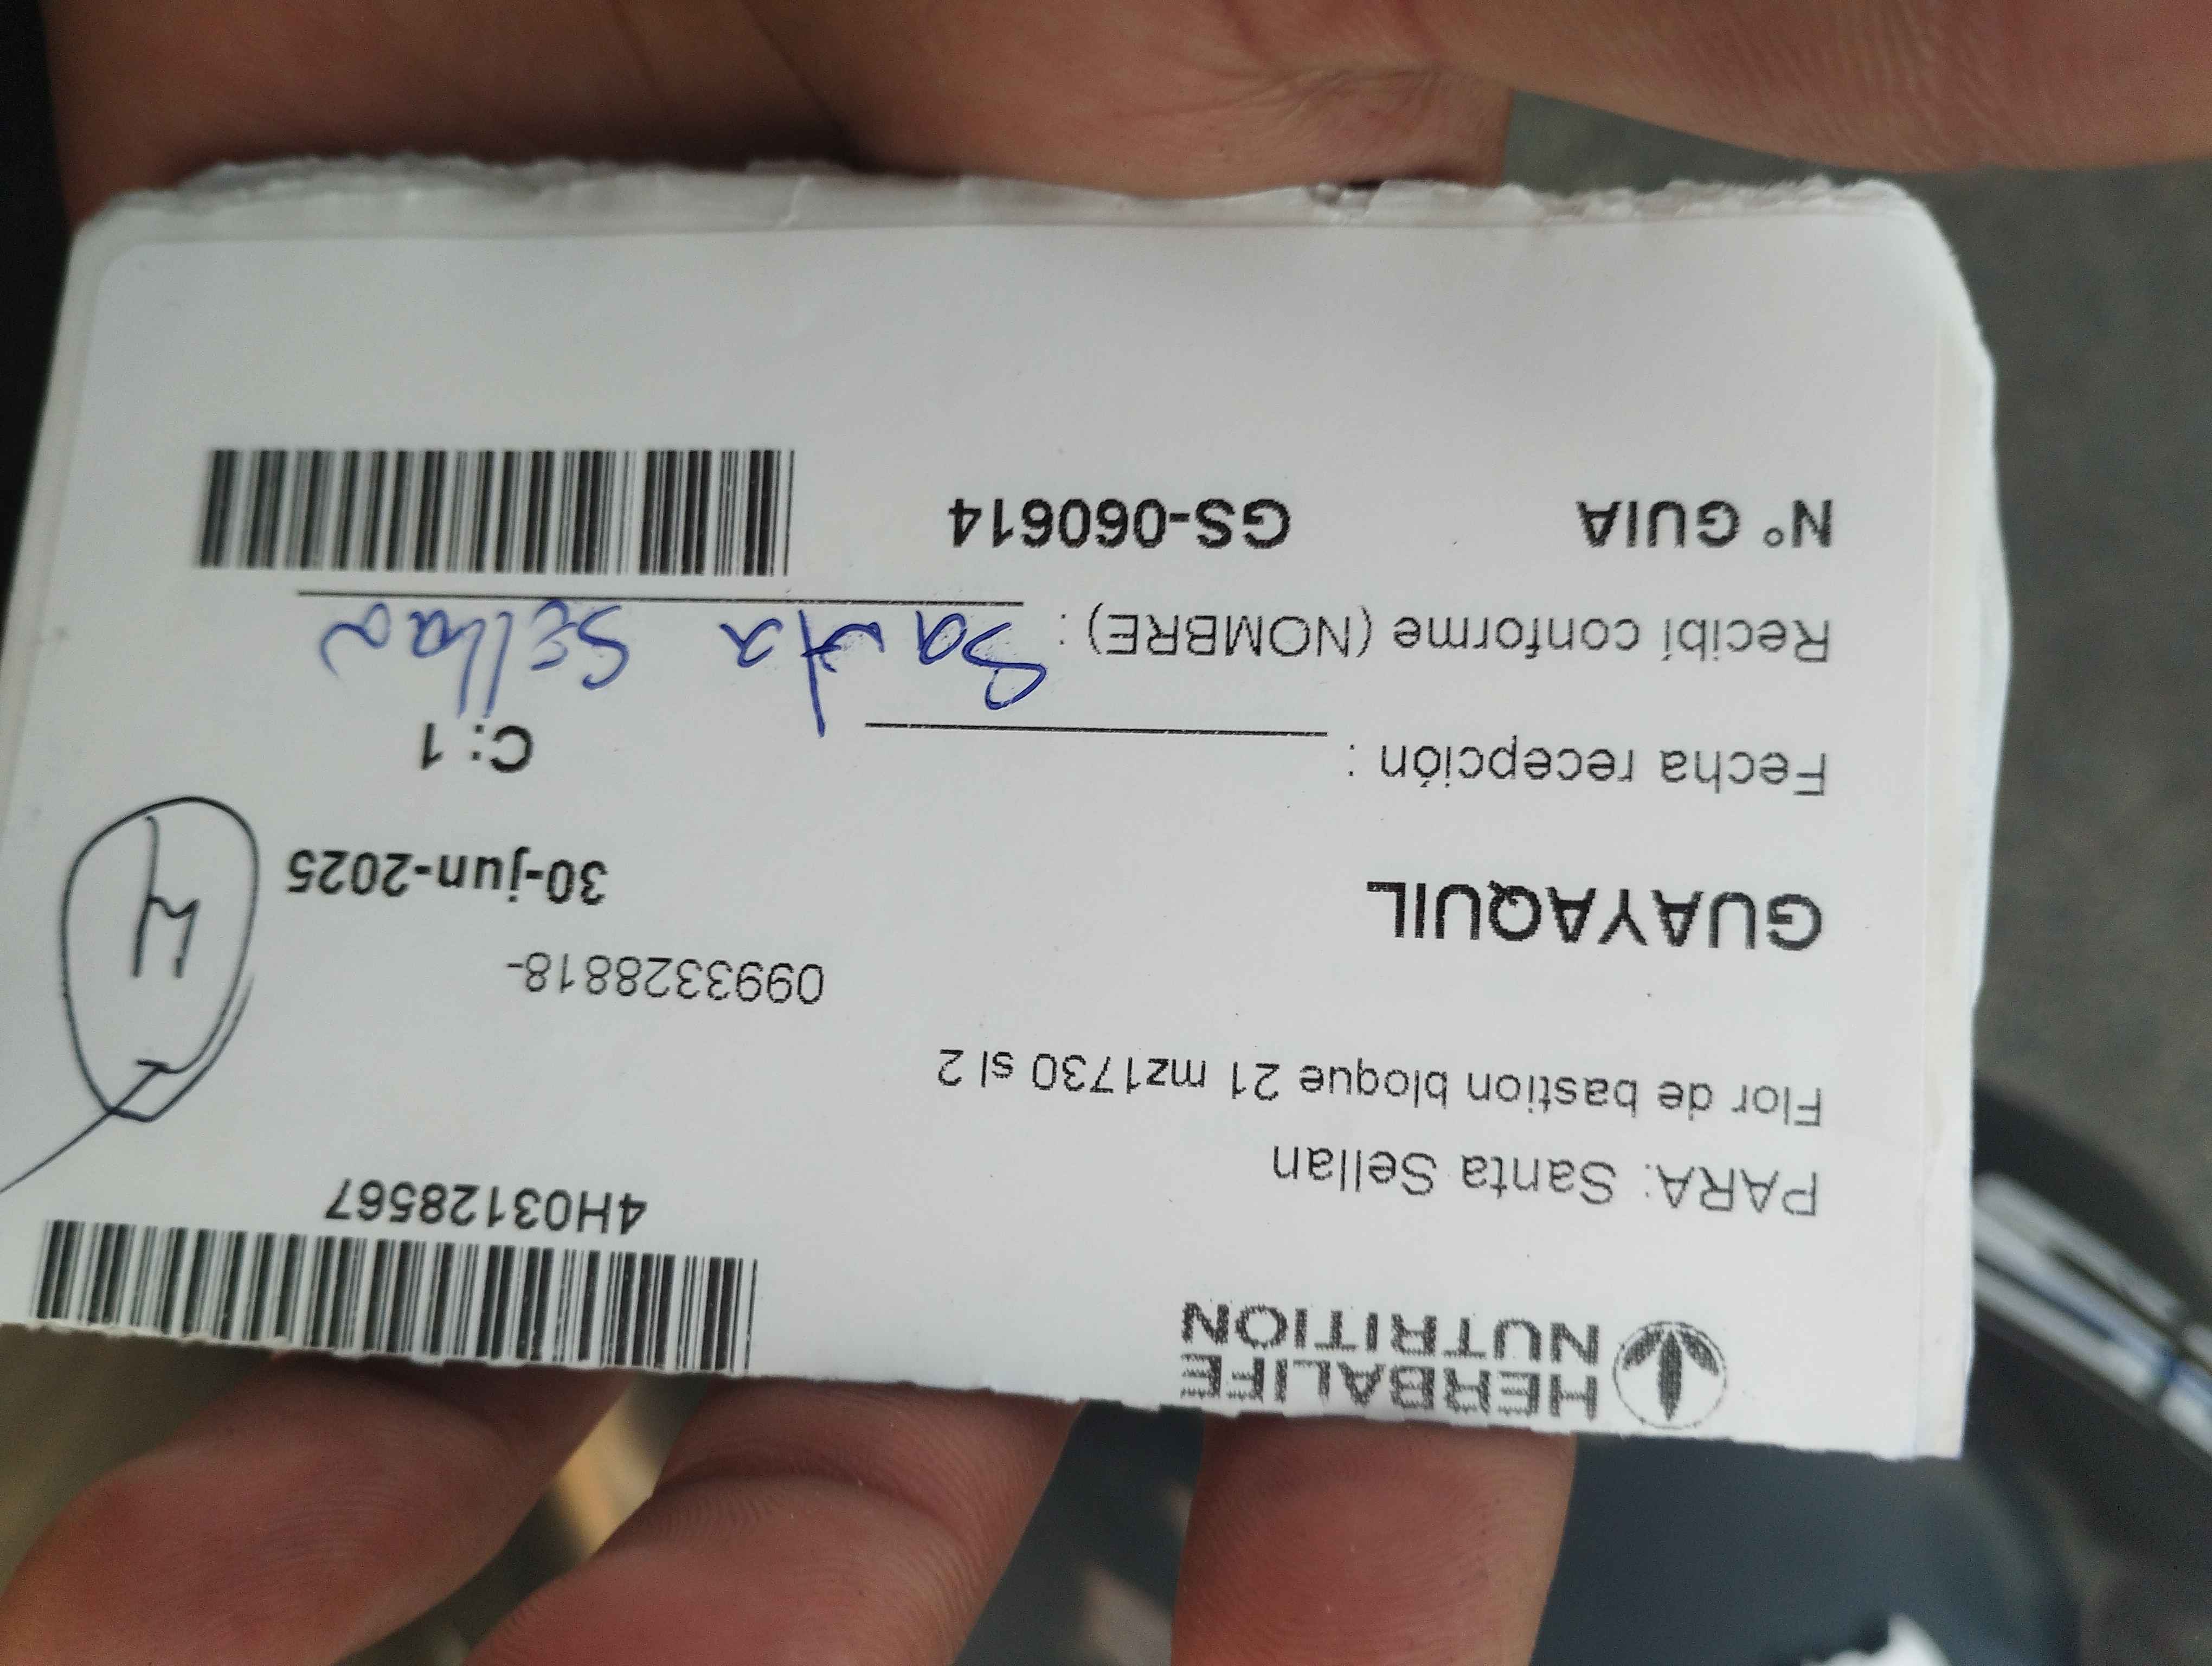 HERBALIFE
NUTRITION
4H03128567
PARA: Santa Sellan
Flor de bastion bloque 21 mz1730 sl 2
0993328818-
GUAYAQUIL
30-jun-2025
4
Fecha recepción :
C: 1
Recibí conforme (NOMBRE) : Santa Sellan
N° GUIA GS-060614